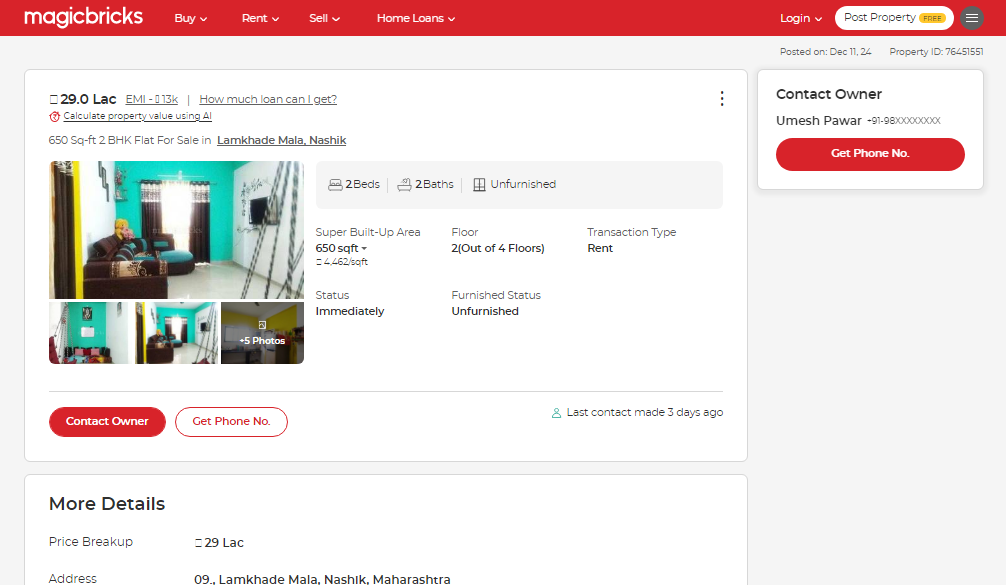 magicbricks
Buy Rent Sell Home Loans Login Post Property FREE
Posted on: Dec 11, 24 Property ID: 76451551
29.0 Lac EMI - 13k | How much loan can I get?
Calculate property value using AI
650 Sq-ft 2 BHK Flat For Sale in Lamkhade Mala, Nashik
2 Beds 2 Baths Unfurnished
Super Built-Up Area Floor Transaction Type
650 sqft 2(Out of 4 Floors) Rent
4,462/sqft
Status Furnished Status
Immediately Unfurnished
+5 Photos
Contact Owner Get Phone No. Last contact made 3 days ago
Contact Owner
Umesh Pawar +91-98XXXXXXXX
Get Phone No.
More Details
Price Breakup 29 Lac
Address 09., Lamkhade Mala, Nashik, Maharashtra